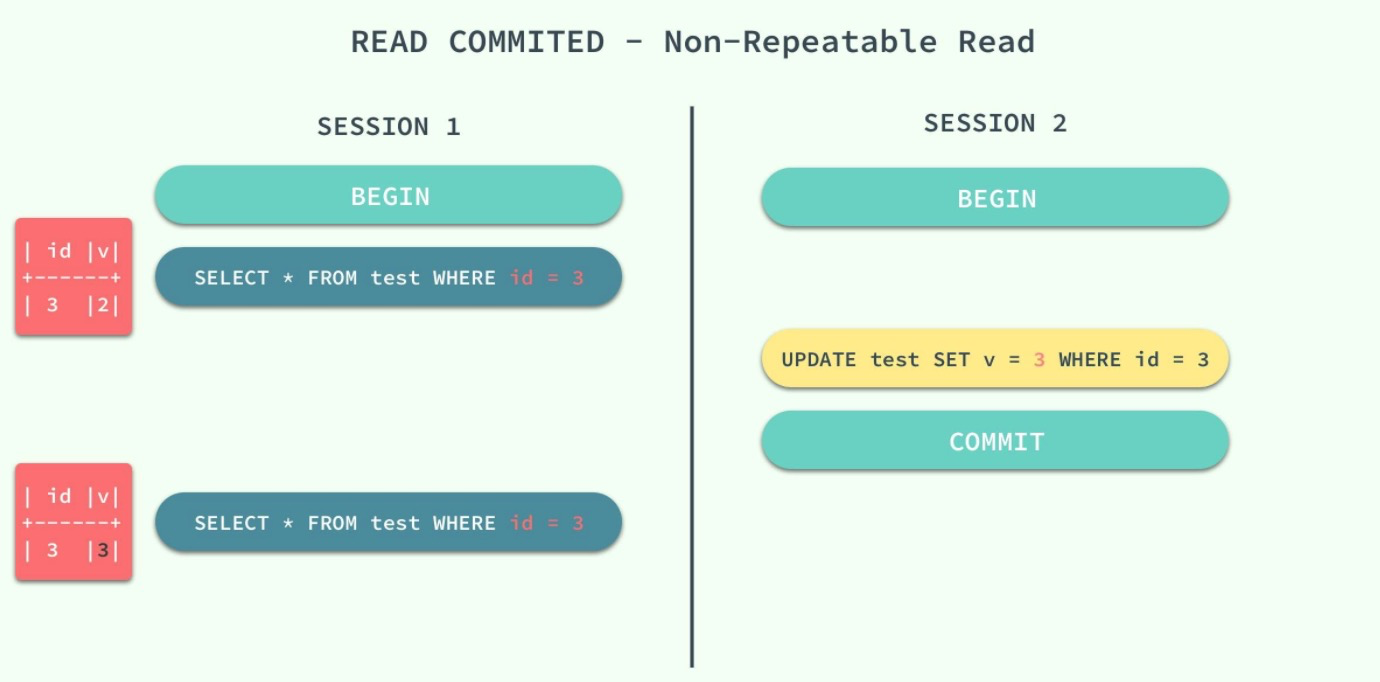 READ COMMITED - Non-Repeatable Read
SESSION 1
BEGIN
| id |v|
+------+
| 3 |2|
SELECT * FROM test WHERE id = 3
| id |v|
+------+
| 3 |3|
SELECT * FROM test WHERE id = 3
SESSION 2
BEGIN
UPDATE test SET v = 3 WHERE id = 3
COMMIT